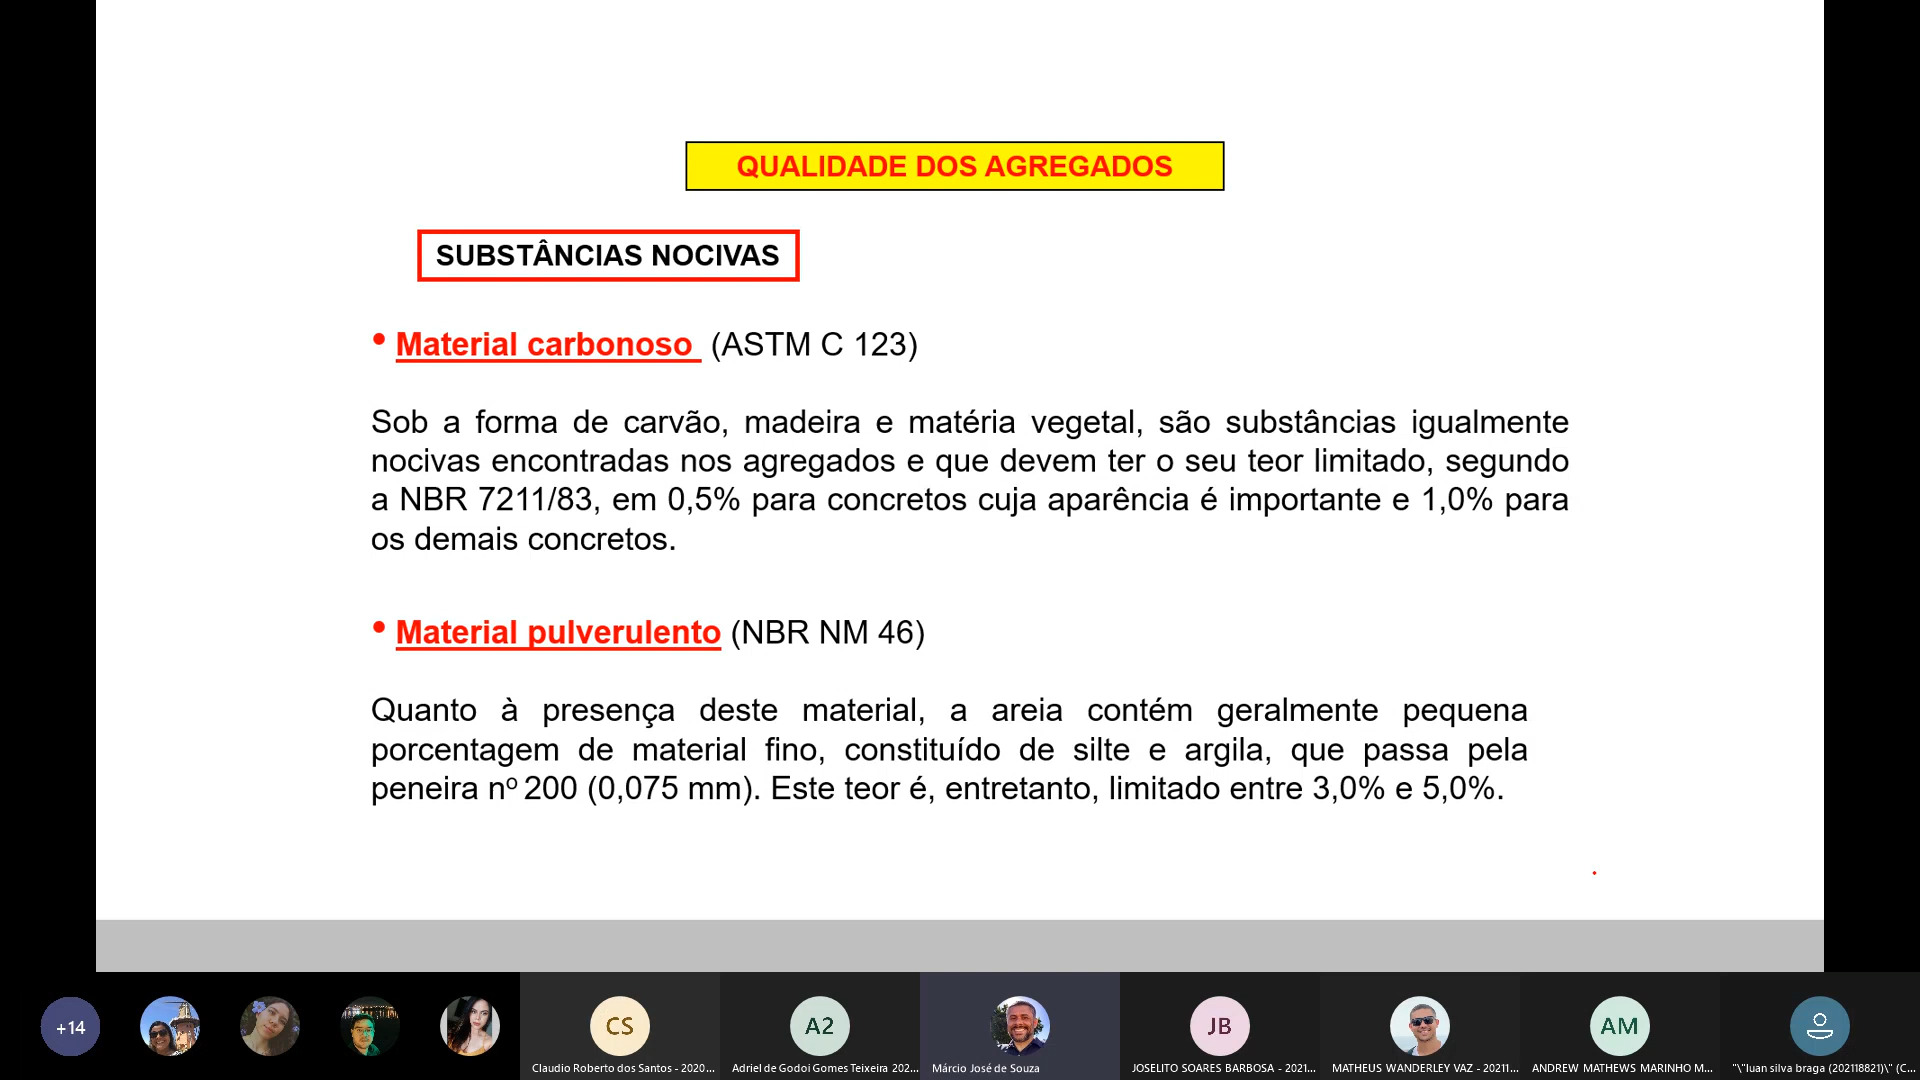 QUALIDADE DOS AGREGADOS
SUBSTÂNCIAS NOCIVAS
• Material carbonoso (ASTM C 123)
Sob a forma de carvão, madeira e matéria vegetal, são substâncias igualmente
nocivas encontradas nos agregados e que devem ter o seu teor limitado, segundo
a NBR 7211/83, em 0,5% para concretos cuja aparência é importante e 1,0% para
os demais concretos.
• Material pulverulento (NBR NM 46)
Quanto à presença deste material, a areia contém geralmente pequena
porcentagem de material fino, constituído de silte e argila, que passa pela
peneira nº 200 (0,075 mm). Este teor é, entretanto, limitado entre 3,0% e 5,0%.
+14
CS
A2
JB
AM
Claudio Roberto dos Santos - 2020...
Adriel de Godoi Gomes Teixeira 202...
Márcio José de Souza
JOSELITO SOARES BARBOSA - 2021...
MATHEUS WANDERLEY VAZ - 20211...
ANDREW MATHEWS MARINHO M...
"\"luan silva braga (202118821)\" (C...